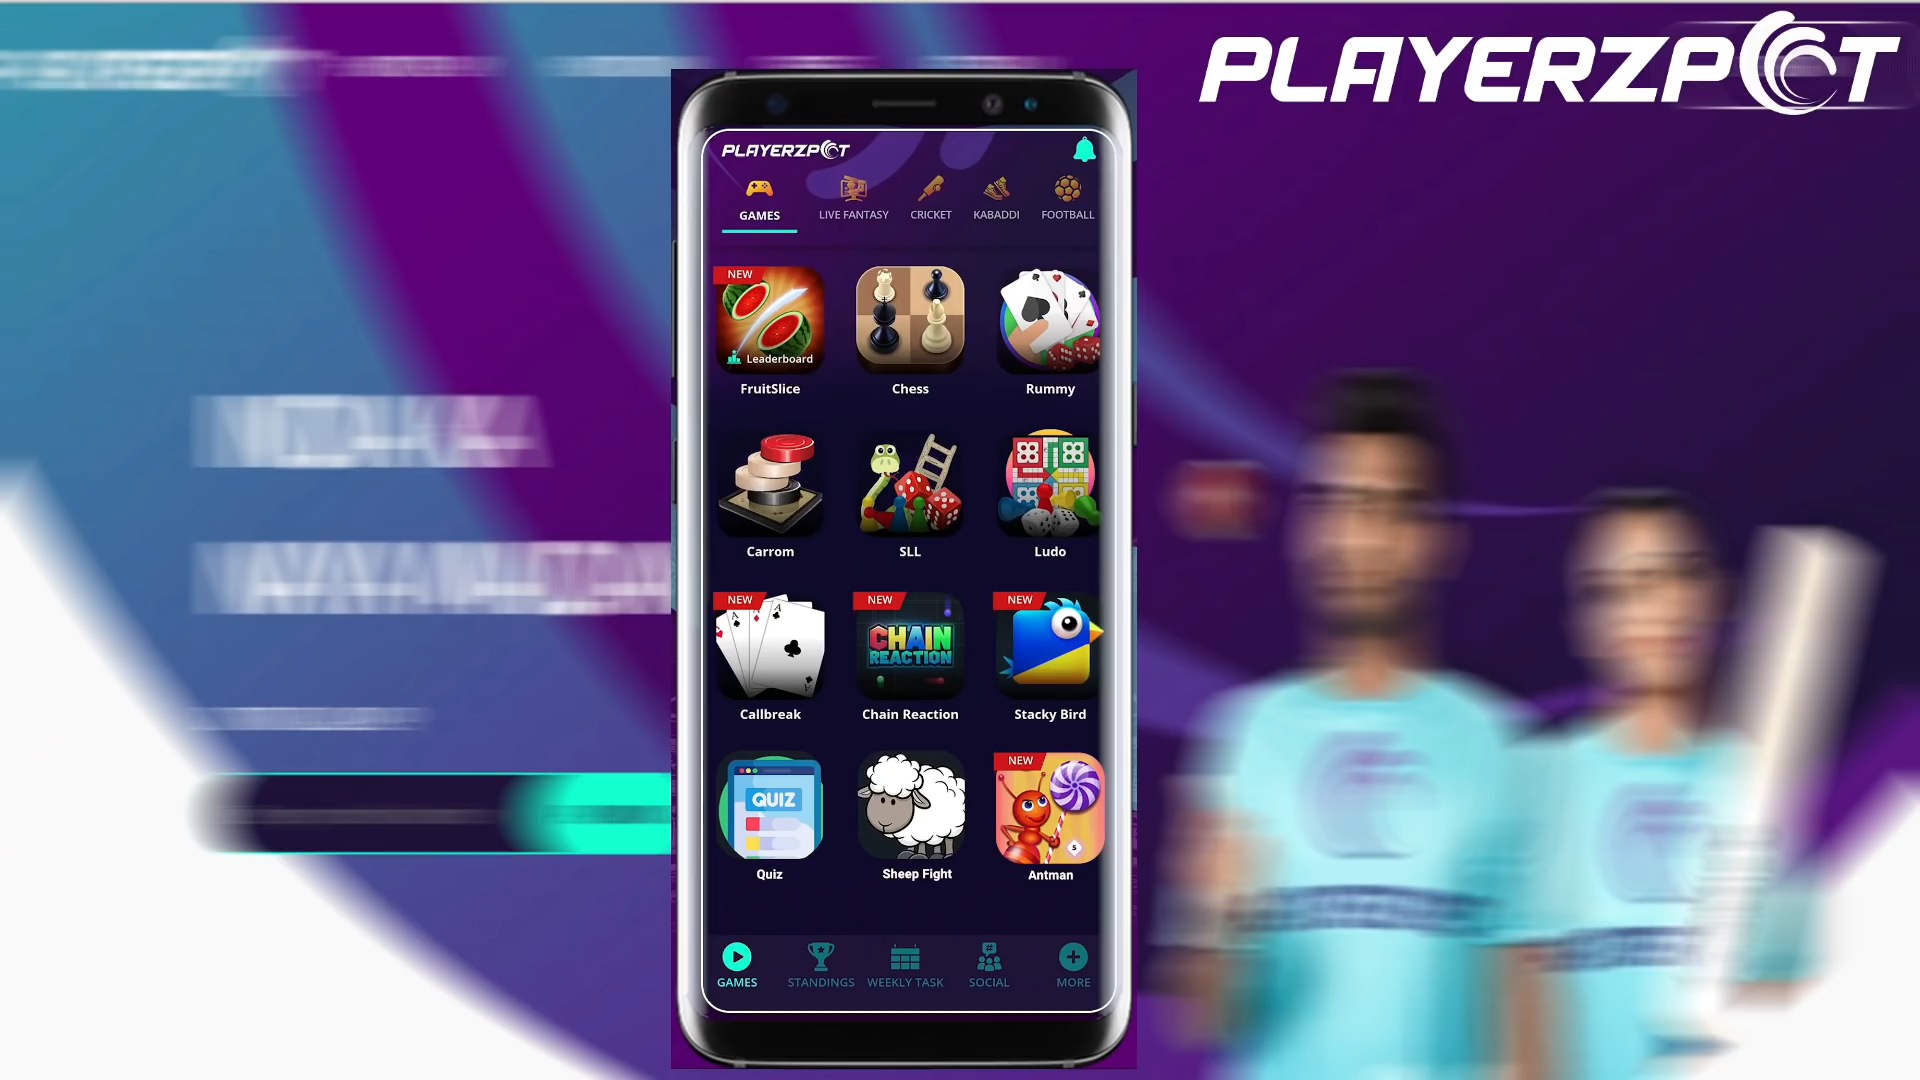 PLAYERZPOT
PLAYERZPOT
GAMES
LIVE FANTASY
CRICKET
KABADDI
FOOTBALL
NEW
Leaderboard
FruitSlice
Chess
Rummy
Carrom
SLL
Ludo
NEW
NEW
NEW
CHAIN
REACTION
Callbreak
Chain Reaction
Stacky Bird
QUIZ
NEW
5
Quiz
Sheep Fight
Antman
GAMES
STANDINGS
WEEKLY TASK
SOCIAL
MORE